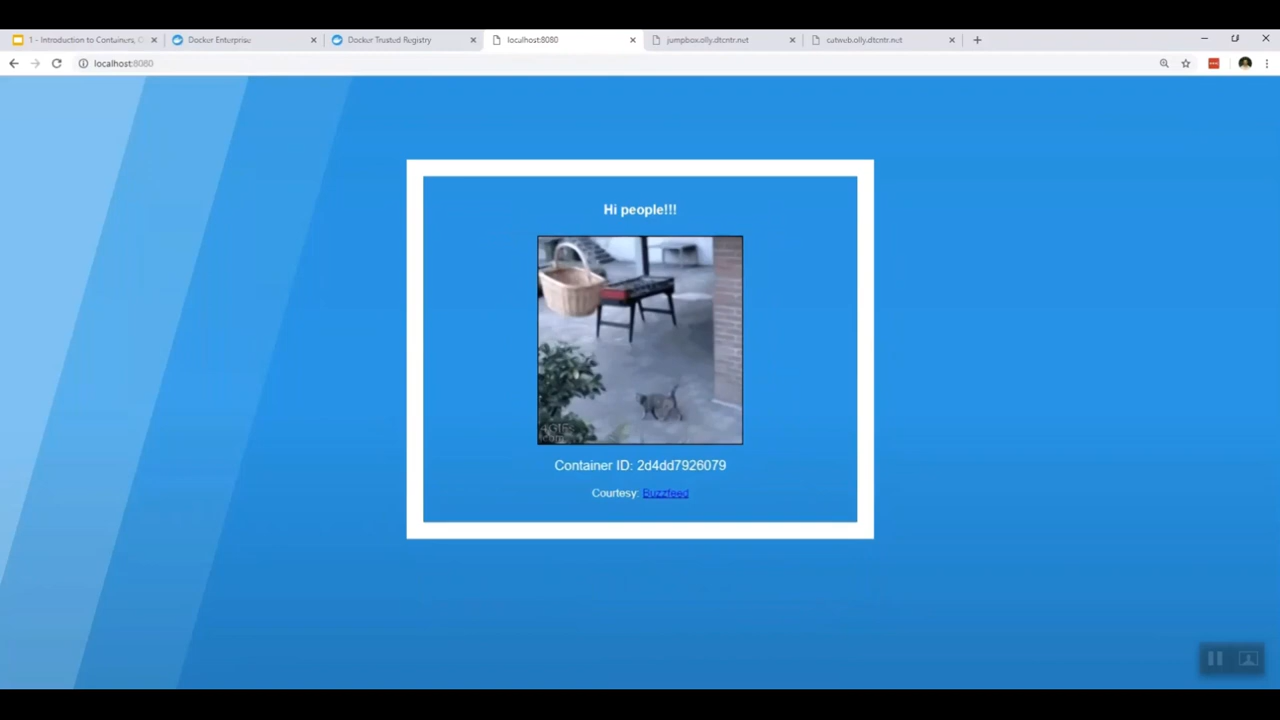 1 - Introduction to Containers,
Docker Enterprise
Docker Trusted Registry
localhost:8080
jumpbox.olly.dtcntr.net
catweb.olly.dtcntr.net
localhost:8080
Hi people!!!
Container ID: 2d4dd7926079
Courtesy: Buzzfeed